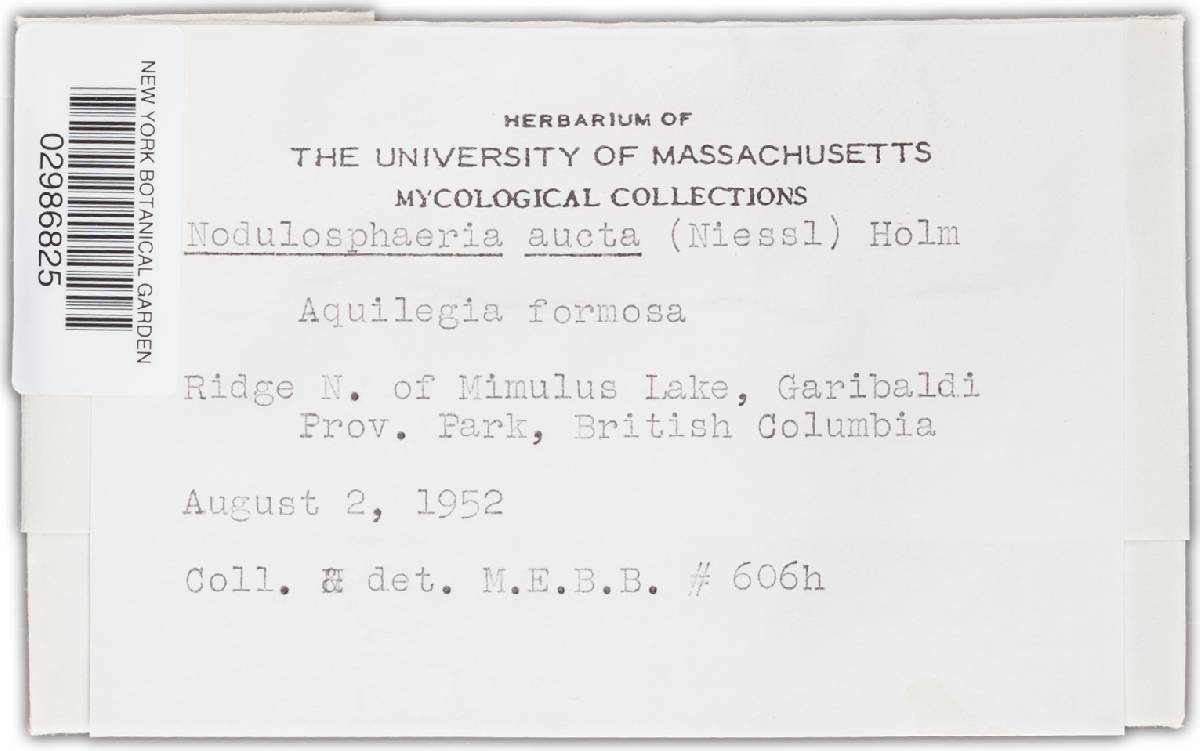 NEW YORK BOTANICAL GARDEN
02986825
HERBARIUM OF
THE UNIVERSITY OF MASSACHUSETTS
MYCOLOGICAL COLLECTIONS
Nodulosphaeria aucta (Niessl) Holm
Aquilegia formosa
Ridge N. of Mimulus Lake, Garibaldi
Prov. Park, British Columbia
August 2, 1952
Coll. & det. M.E.B.B. # 606h